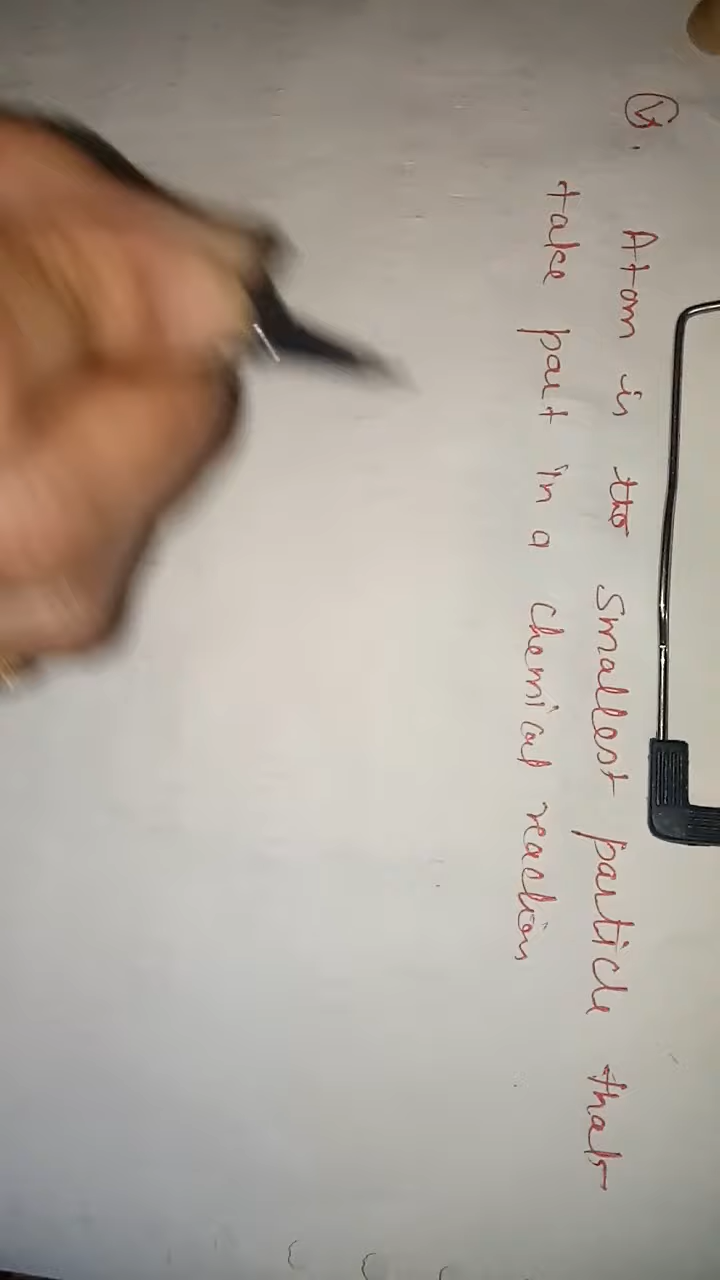 Atom is the smallest particle that
take part in a chemical reaction